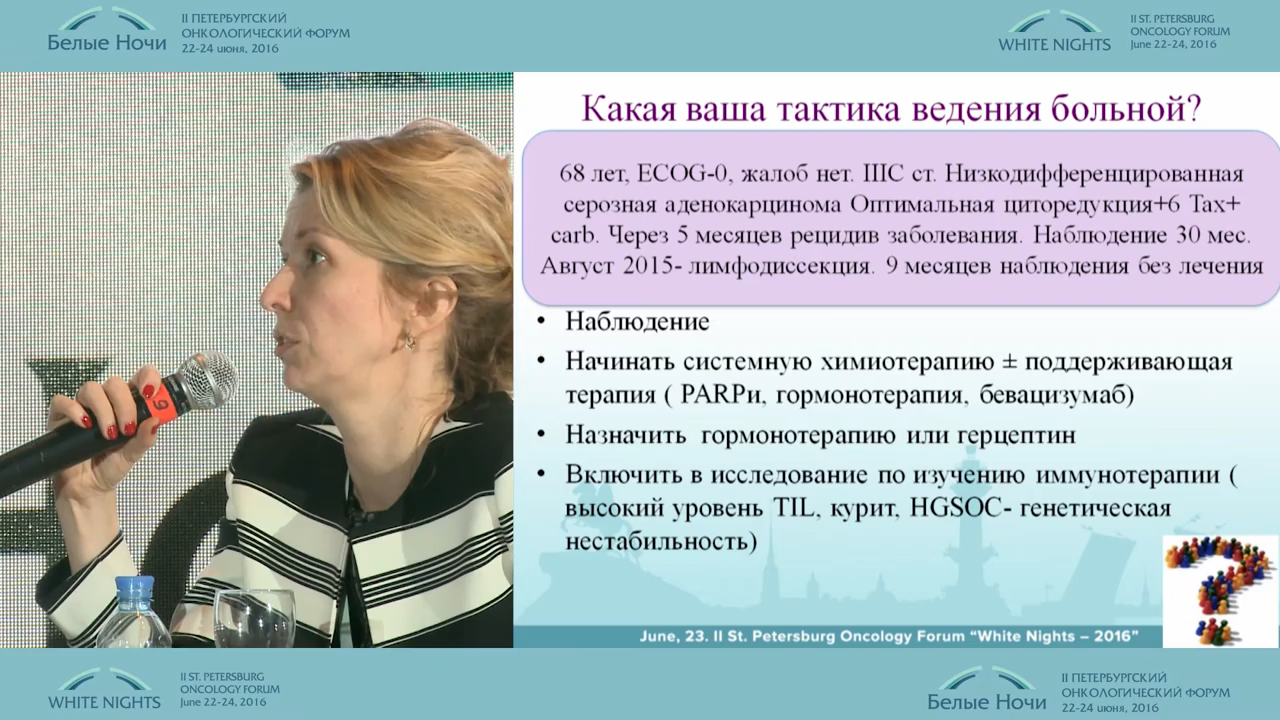 Белые Ночи
II ПЕТЕРБУРГСКИЙ
ОНКОЛОГИЧЕСКИЙ ФОРУМ
22-24 июня, 2016
WHITE NIGHTS
II ST. PETERSBURG
ONCOLOGY FORUM
June 22-24, 2016
Какая ваша тактика ведения больной?
68 лет, ECOG-0, жалоб нет. IIIC ст. Низкодифференцированная
серозная аденокарцинома Оптимальная циторедукция+6 Tax+
carb. Через 5 месяцев рецидив заболевания. Наблюдение 30 мес.
Август 2015- лимфодиссекция. 9 месяцев наблюдения без лечения
• Наблюдение
• Начинать системную химиотерапию ± поддерживающая
терапия ( PARPи, гормонотерапия, бевацизумаб)
• Назначить гормонотерапию или герцептин
• Включить в исследование по изучению иммунотерапии (
высокий уровень TIL, курит, HGSOC- генетическая
нестабильность)
6
June, 23. II St. Petersburg Oncology Forum “White Nights – 2016”
WHITE NIGHTS
II ST. PETERSBURG
ONCOLOGY FORUM
June 22-24, 2016
Белые Ночи
II ПЕТЕРБУРГСКИЙ
ОНКОЛОГИЧЕСКИЙ ФОРУМ
22-24 июня, 2016